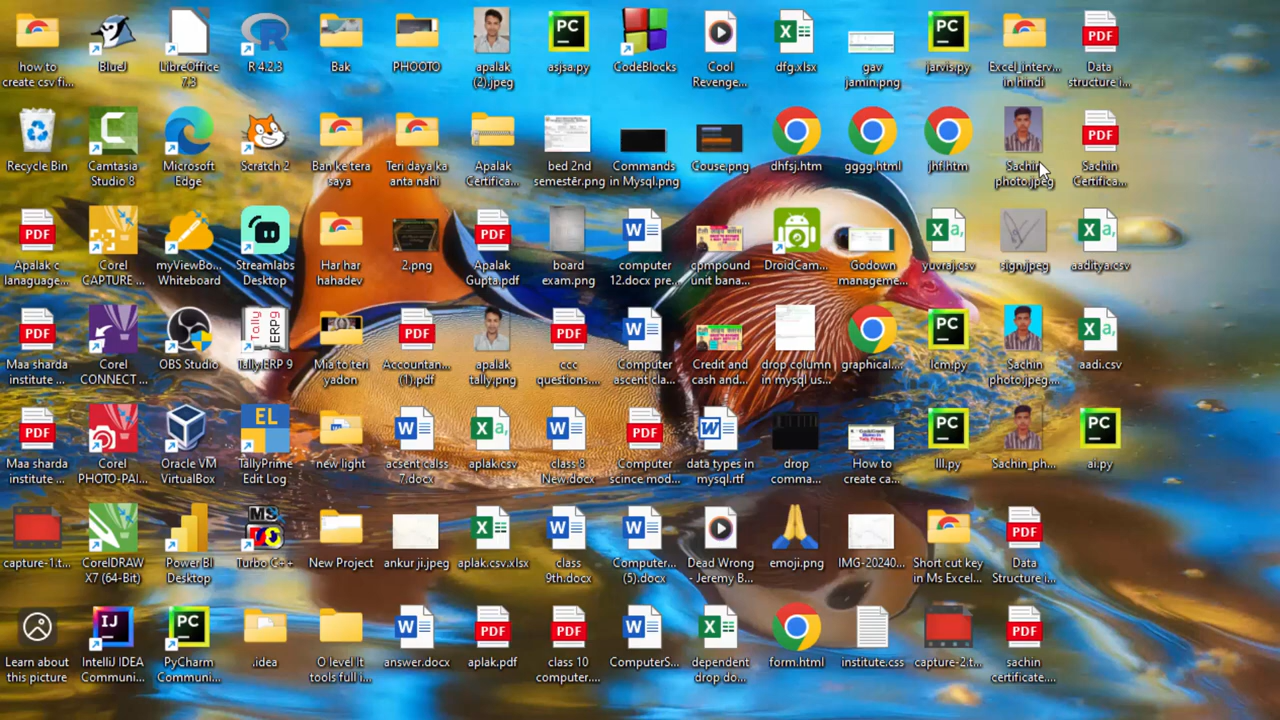 how to
create csv fi...
BlueJ
LibreOffice
7.3
R 4.2.3
Bak
PHOOTO
apalak
(2).jpeg
asjsa.py
CodeBlocks
Cool
Revenge...
dfg.xlsx
gav
jamin.png
jarvis.py
Excel_interv...
in hindi
Data
structure i...
Recycle Bin
Camtasia
Studio 8
Microsoft
Edge
Scratch 2
Ban ke tera
saya
Teri daya ka
anta nahi
Apalak
Certifica...
bed 2nd
semester.png
Commands
in Mysql.png
Couse.png
dhfsj.htm
gggg.html
jhfl.htm
Sachin
photo.jpeg
Sachin
Certifica...
Apalak c
lanaguage...
Corel
CAPTURE ...
myViewBo...
Whiteboard
Streamlabs
Desktop
Har har
hahadev
2.png
Apalak
Gupta.pdf
board
exam.png
computer
12.docx pre...
compound
unit bana...
DroidCam...
Godown
manageme...
yuvraj.csv
sign.jpeg
aaditya.csv
Maa sharda
institute ...
Corel
CONNECT ...
OBS Studio
Tally.ERP 9
Mia to teri
yadon
Accountan...
(1).pdf
apalak
tally.png
ccc
questions....
Computer
ascent cla...
Credit and
cash and...
drop column
in mysql us...
graphical....
lcm.py
Sachin
photo.jpeg....
aadi.csv
Maa sharda
institute ...
Corel
PHOTO-PAI...
Oracle VM
VirtualBox
TallyPrime
Edit Log
new light
acsent calss
7.docx
aplak.csv
class 8
New.docx
Computer
scince mod...
data types in
mysql.rtf
drop
comma...
How to
create ca...
lll.py
Sachin_ph...
ai.py
capture-1.t...
CorelDRAW
X7 (64-Bit)
Power BI
Desktop
Turbo C++
New Project
ankur ji.jpeg
aplak.csv.xlsx
class
9th.docx
Computer...
(5).docx
Dead Wrong
- Jeremy B...
emoji.png
IMG-20240...
Short cut key
in Ms Excel...
Data
Structure i...
Learn about
this picture
IntelliJ IDEA
Communi...
PyCharm
Communi...
.idea
O level It
tools full i...
answer.docx
aplak.pdf
class 10
computer....
ComputerS...
dependent
drop do...
form.html
institute.css
capture-2.t...
sachin
certificate....